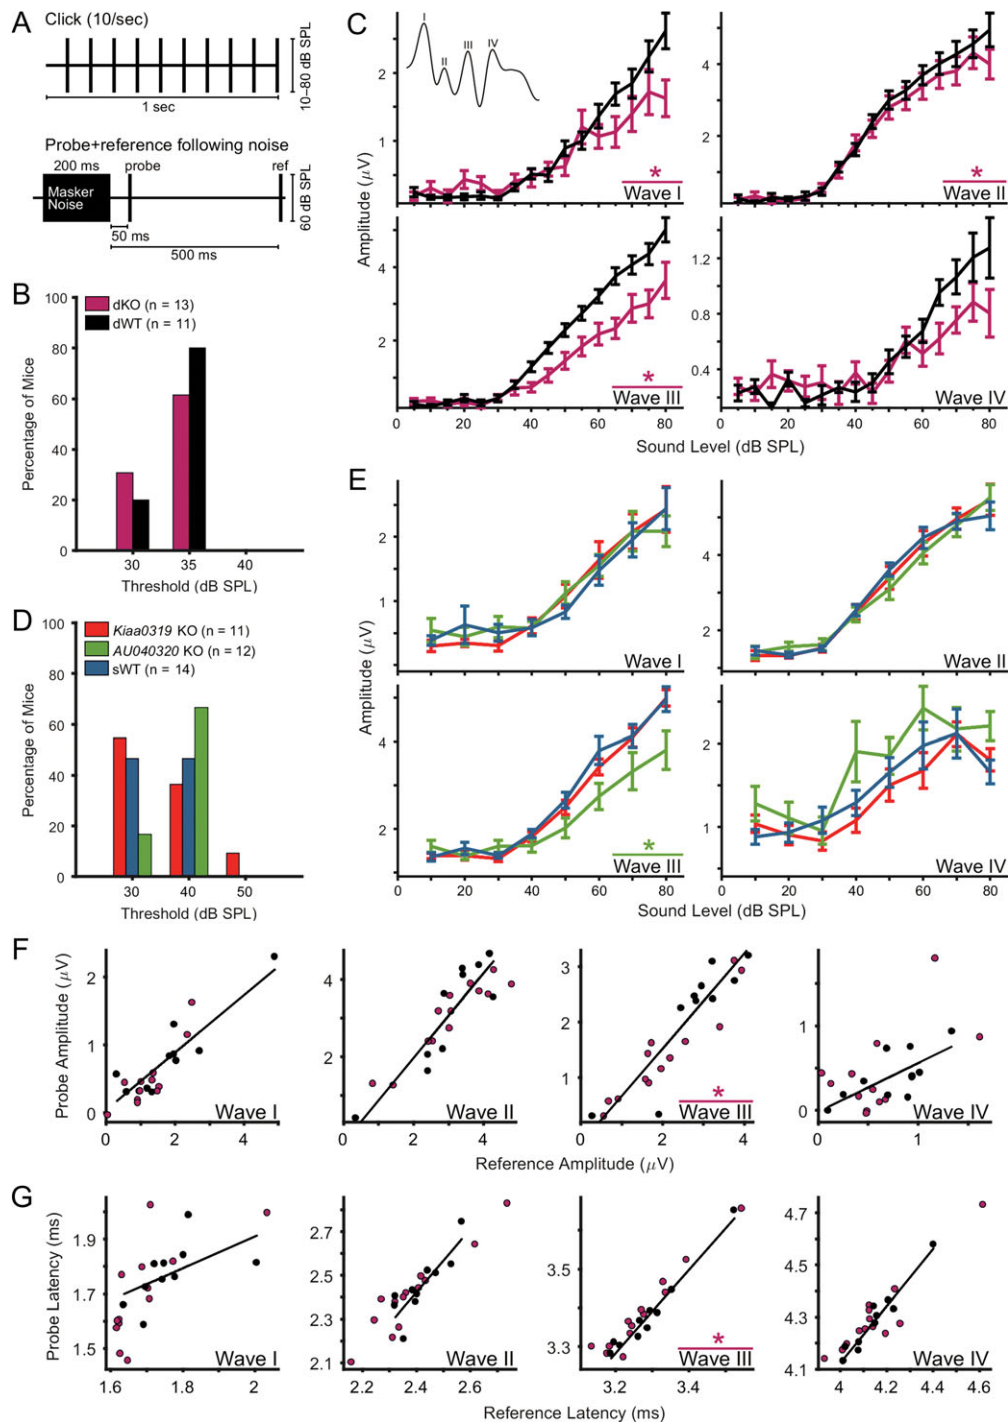 A
Click (10/sec)
10–80 dB SPL
1 sec
Probe+reference following noise
200 ms
probe
ref
Masker
Noise
60 dB SPL
50 ms
500 ms
B
100
80
60
40
20
0
Percentage of Mice
dKO (n = 13)
dWT (n = 11)
30
35
40
Threshold (dB SPL)
C
I
II
III
IV
2
1
Wave I
*
4
2
Wave II
*
Amplitude (μV)
4
2
Wave III
*
0
20
40
60
80
1.2
0.8
0.4
Wave IV
0
20
40
60
80
Sound Level (dB SPL)
D
100
80
60
40
20
0
Percentage of Mice
Kiaa0319 KO (n = 11)
AU040320 KO (n = 12)
sWT (n = 14)
30
40
50
Threshold (dB SPL)
E
2
1
Wave I
4
2
Wave II
Amplitude (μV)
4
2
Wave III
*
0
20
40
60
80
2
1
Wave IV
0
20
40
60
80
Sound Level (dB SPL)
F
Probe Amplitude (μV)
2
1
0
Wave I
0
2
4
4
2
Wave II
0
2
4
3
2
1
Wave III
*
0
2
4
1
0
Wave IV
0
1
Reference Amplitude (μV)
G
Probe Latency (ms)
1.9
1.7
1.5
Wave I
1.6
1.8
2
2.7
2.5
2.3
2.1
Wave II
2.2
2.4
2.6
3.5
3.3
Wave III
*
3.2
3.4
4.7
4.5
4.3
4.1
Wave IV
4
4.2
4.4
4.6
Reference Latency (ms)